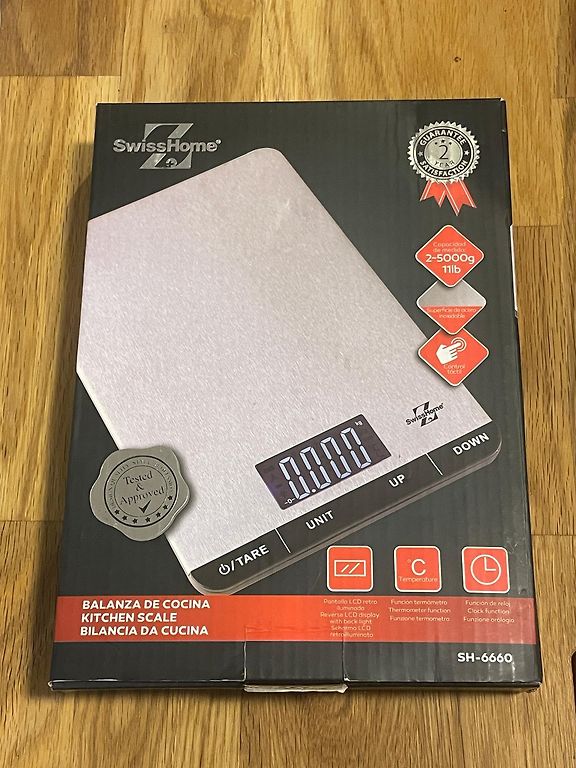 SwissHome®
GUARANTEE
2
YEAR
SATISFACTION
Capacidad
de medida:
2-5000g
11lb
Superficie de acero
inoxidable
Control
táctil
SwissHome
kg
0.000
-0-
⏻/TARE
UNIT
UP
DOWN
Tested
&
Approved
BALANZA DE COCINA
KITCHEN SCALE
BILANCIA DA CUCINA
Pantalla LCD retro
iluminada
Reverse LCD display
with back light
Schermo LCD
retroilluminato
°C
Temperature
Función termómetro
Thermometer function
Funzione termometro
Función de reloj
Clock function
Funzione orologio
SH-6660